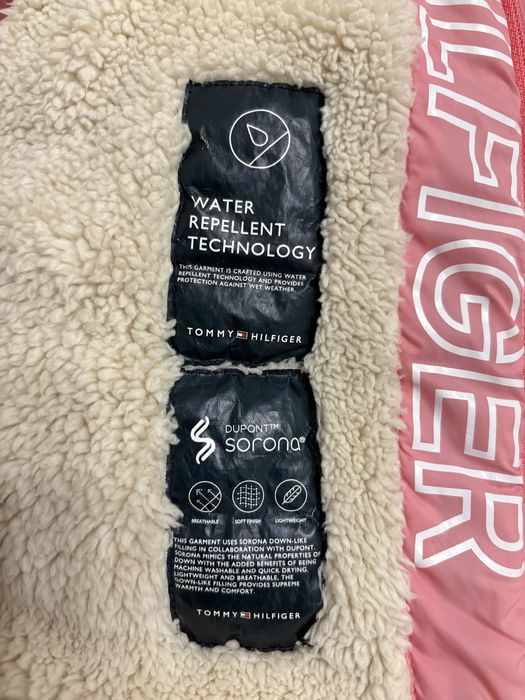 WATER
REPELLENT
TECHNOLOGY
THIS GARMENT IS CRAFTED USING WATER
REPELLENT TECHNOLOGY AND PROVIDES
PROTECTION AGAINST WET WEATHER.
TOMMY HILFIGER
DUPONT™
sorona®
BREATHABLE SOFT FINISH LIGHTWEIGHT
THIS GARMENT USES SORONA DOWN-LIKE
FILLING IN COLLABORATION WITH DUPONT.
SORONA MIMICS THE NATURAL PROPERTIES OF
DOWN WITH THE ADDED BENEFITS OF BEING
MACHINE WASHABLE AND QUICK DRYING.
LIGHTWEIGHT AND BREATHABLE, THE
DOWN-LIKE FILLING PROVIDES SUPREME
WARMTH AND COMFORT.
TOMMY HILFIGER
ILFIGER